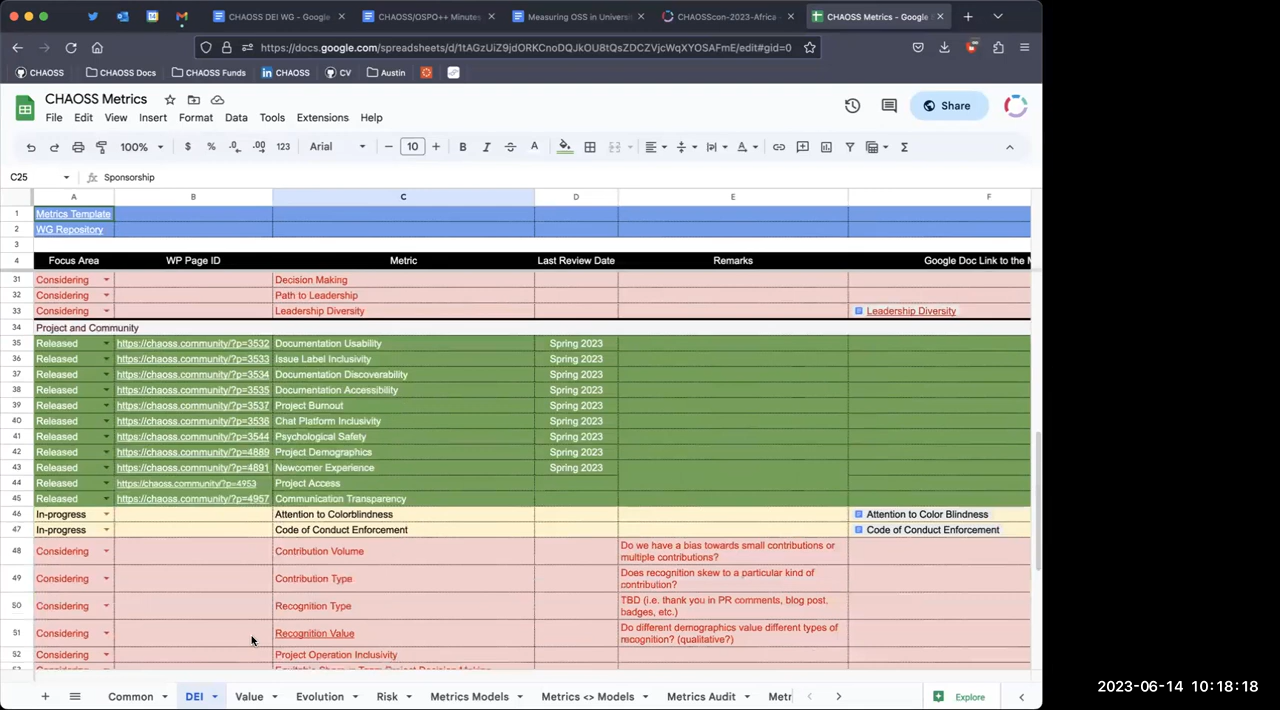 CHAOSS DEI WG - Google
CHAOSS/OSPO++ Minutes
Measuring OSS in Universi
CHAOSScon-2023-Africa -
CHAOSS Metrics - Google
https://docs.google.com/spreadsheets/d/1tAGzUiZ9jdORKCnoDQJkOU8tQsZDCZVjcWqXYOSAFmE/edit#gid=0
CHAOSS
CHAOSS Docs
CHAOSS Funds
CHAOSS
CV
Austin
CHAOSS Metrics
Share
File Edit View Insert Format Data Tools Extensions Help
100% $ % .0 .00 123 Arial − 10 + B I S A
C25 fx Sponsorship
A B C D E F
1 Metrics Template
2 WG Repository
3
4 Focus Area WP Page ID Metric Last Review Date Remarks Google Doc Link to the M
31 Considering Decision Making
32 Considering Path to Leadership
33 Considering Leadership Diversity Leadership Diversity
34 Project and Community
35 Released https://chaoss.community/?p=3532 Documentation Usability Spring 2023
36 Released https://chaoss.community/?p=3533 Issue Label Inclusivity Spring 2023
37 Released https://chaoss.community/?p=3534 Documentation Discoverability Spring 2023
38 Released https://chaoss.community/?p=3535 Documentation Accessibility Spring 2023
39 Released https://chaoss.community/?p=3537 Project Burnout Spring 2023
40 Released https://chaoss.community/?p=3536 Chat Platform Inclusivity Spring 2023
41 Released https://chaoss.community/?p=3544 Psychological Safety Spring 2023
42 Released https://chaoss.community/?p=4889 Project Demographics Spring 2023
43 Released https://chaoss.community/?p=4891 Newcomer Experience Spring 2023
44 Released https://chaoss.community/?p=4953 Project Access
45 Released https://chaoss.community/?p=4957 Communication Transparency
46 In-progress Attention to Colorblindness Attention to Color Blindness
47 In-progress Code of Conduct Enforcement Code of Conduct Enforcement
48 Considering Contribution Volume Do we have a bias towards small contributions or
multiple contributions?
49 Considering Contribution Type Does recognition skew to a particular kind of
contribution?
50 Considering Recognition Type TBD (i.e. thank you in PR comments, blog post,
badges, etc.)
51 Considering Recognition Value Do different demographics value different types of
recognition? (qualitative?)
52 Considering Project Operation Inclusivity
Common DEI Value Evolution Risk Metrics Models Metrics <> Models Metrics Audit Metr Explore
2023-06-14 10:18:18